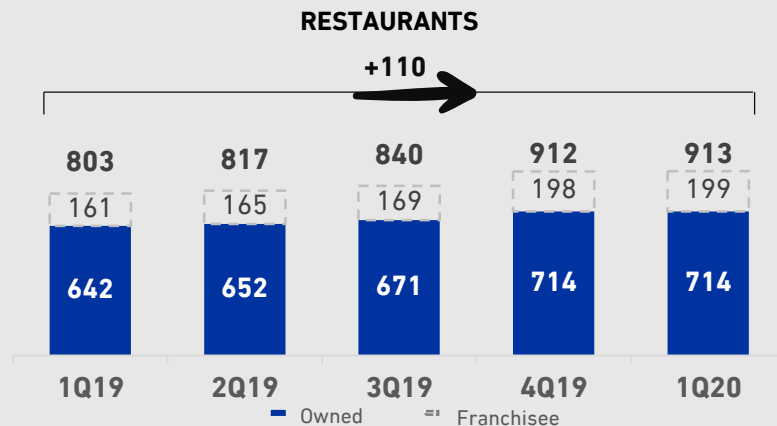 RESTAURANTS
+110
803 817 840 912 913
161 165 169 198 199
642 652 671 714 714
1Q19 2Q19 3Q19 4Q19 1Q20
Owned Franchisee